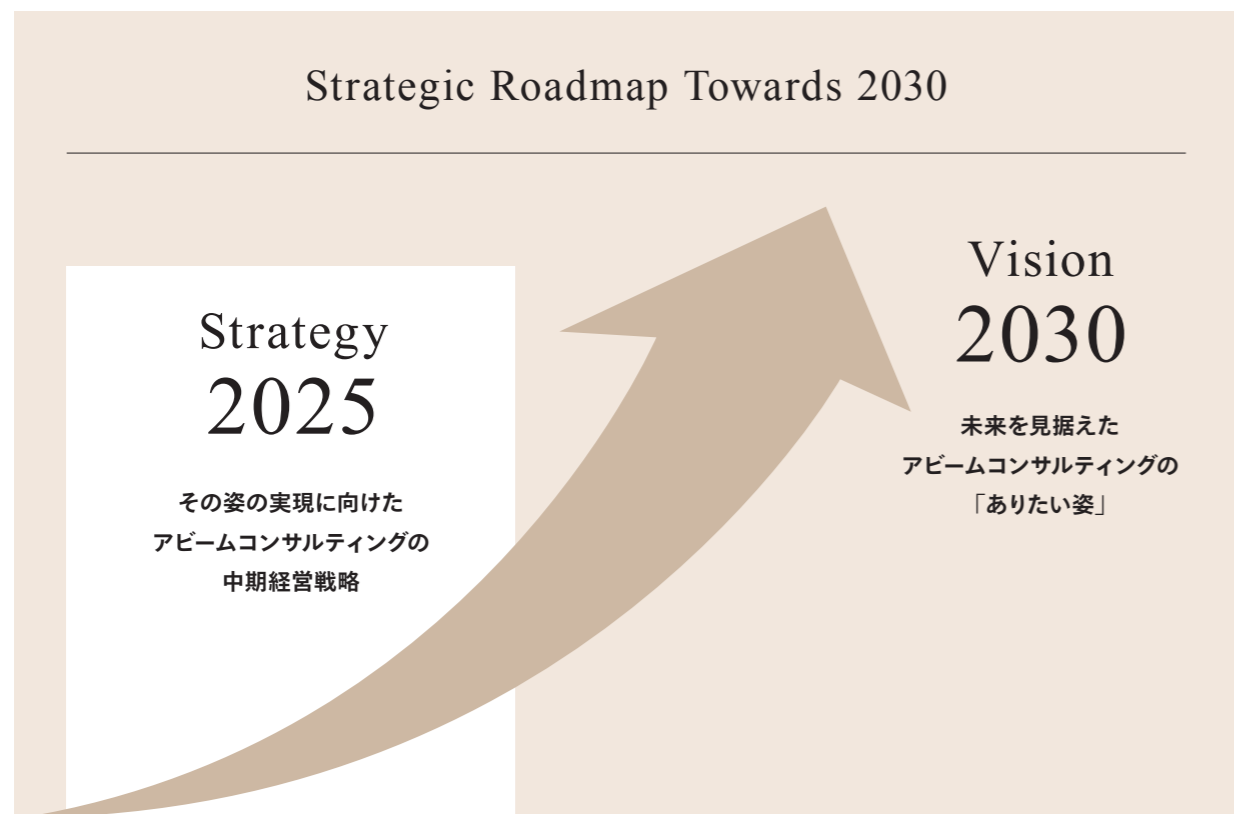 Strategic Roadmap Towards 2030
Strategy
2025
その姿の実現に向けた
アビームコンサルティングの
中期経営戦略
Vision
2030
未来を見据えた
アビームコンサルティングの
「ありたい姿」